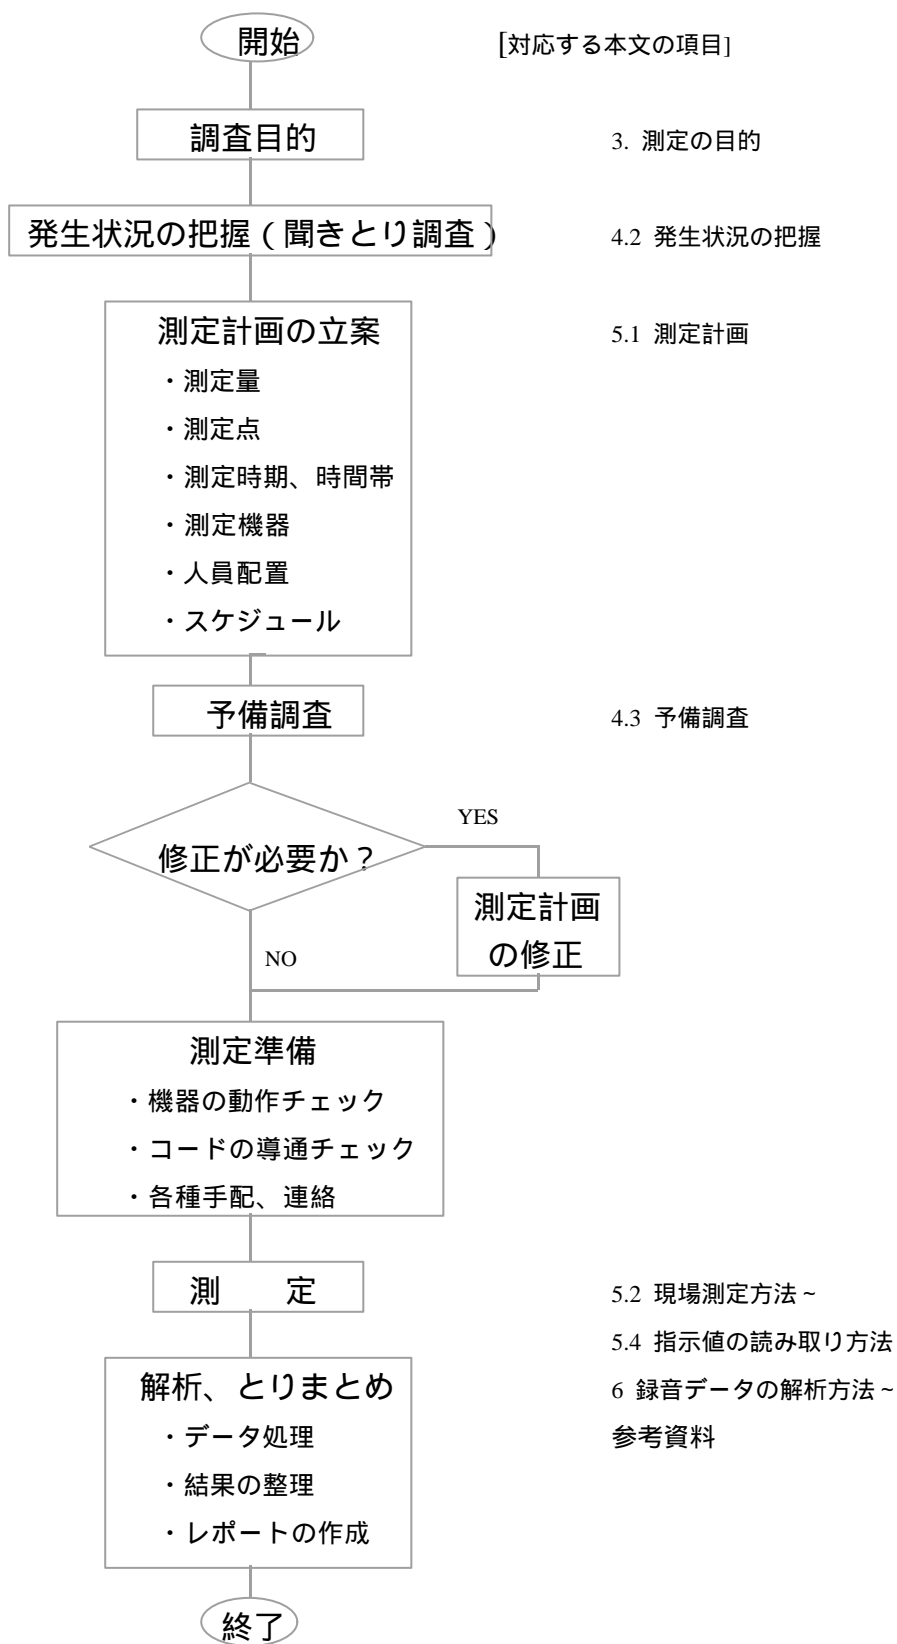 開始
[対応する本文の項目]
調査目的
3. 測定の目的
発生状況の把握（聞きとり調査）
4.2 発生状況の把握
測定計画の立案
5.1 測定計画
・測定量
・測定点
・測定時期、時間帯
・測定機器
・人員配置
・スケジュール
予備調査
4.3 予備調査
修正が必要か？
YES
測定計画
の修正
NO
測定準備
・機器の動作チェック
・コードの導通チェック
・各種手配、連絡
測　　定
5.2 現場測定方法～
5.4 指示値の読み取り方法
解析、とりまとめ
6 録音データの解析方法～
・データ処理
参考資料
・結果の整理
・レポートの作成
終了